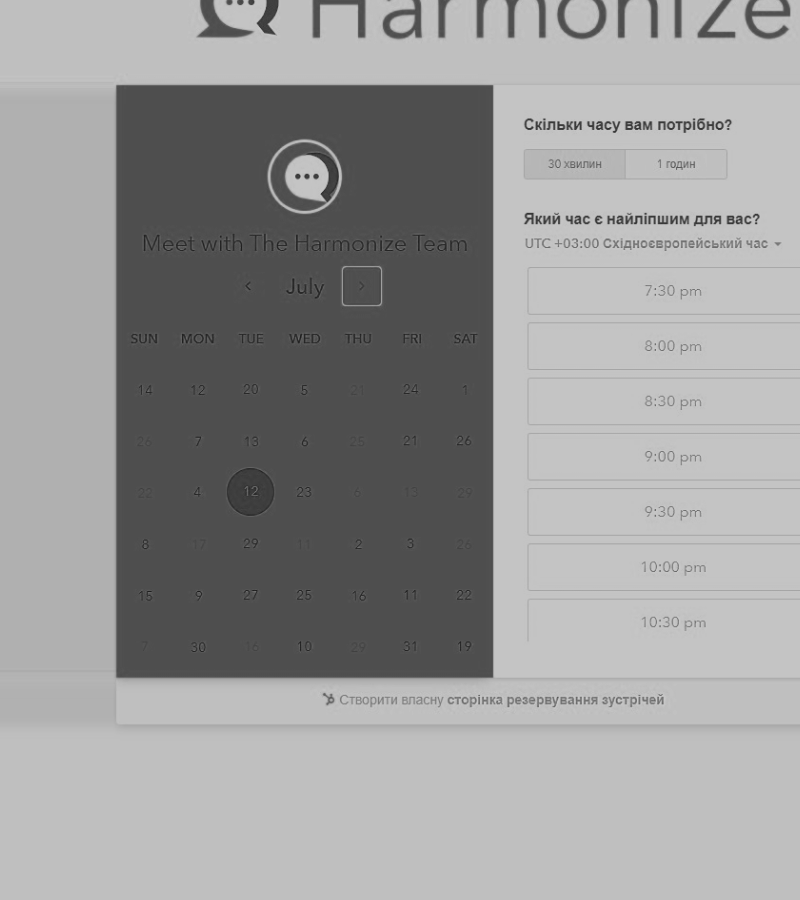 Harmonize
Meet with The Harmonize Team
July
SUN MON TUE WED THU FRI SAT
14 12 20 5 21 24 1
26 7 13 6 25 21 26
22 4 12 23 6 13 29
8 17 29 11 2 3 26
15 9 27 25 16 11 22
7 30 16 10 29 31 19
Скільки часу вам потрібно?
30 хвилин 1 годин
Який час є найліпшим для вас?
UTC +03:00 Східноєвропейський час
7:30 pm
8:00 pm
8:30 pm
9:00 pm
9:30 pm
10:00 pm
10:30 pm
Створити власну сторінка резервування зустрічей